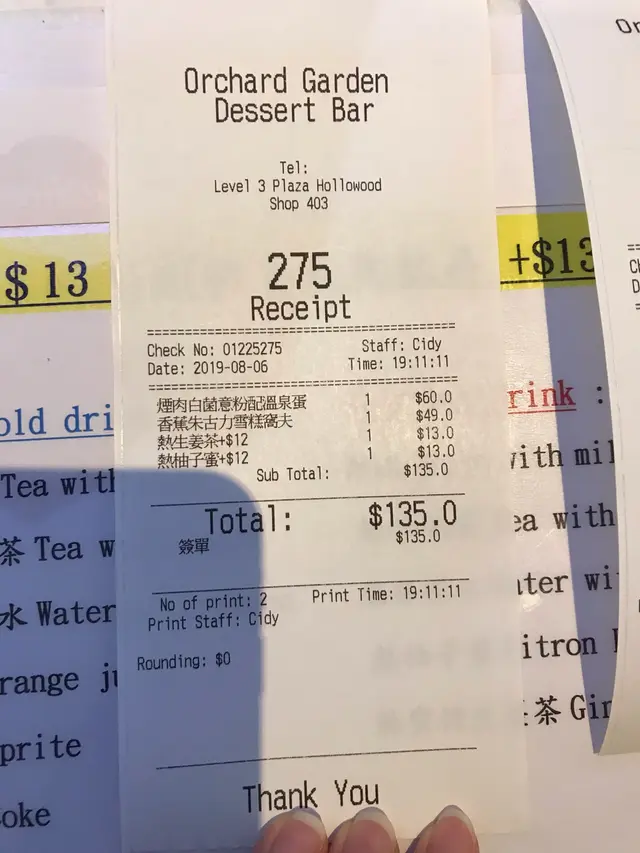 Orchard Garden
Dessert Bar
Tel:
Level 3 Plaza Hollowood
Shop 403
275
Receipt
Check No: 01225275 Staff: Cidy
Date: 2019-08-06 Time: 19:11:11
煙肉白菌意粉配溫泉蛋 1 $60.0
香蕉朱古力雪糕窩夫 1 $49.0
熱生姜茶+$12 1 $13.0
熱柚子蜜+$12 1 $13.0
Sub Total: $135.0
Total: $135.0
簽單 $135.0
No of print: 2 Print Time: 19:11:11
Print Staff: Cidy
Rounding: $0
Thank You
$13
old dri
Tea with
茶 Tea w
水 Water
range ju
prite
oke
+$13
rink :
with mil
ea with
ater wi
itron
茶 Gin
Or